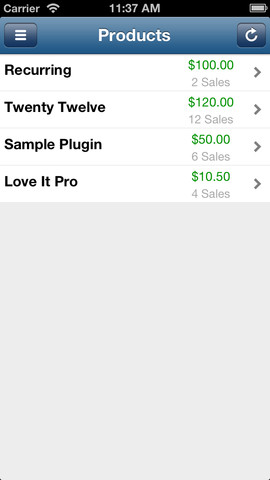 Carrier 11:37 AM
Products
Recurring $100.00
2 Sales
Twenty Twelve $120.00
12 Sales
Sample Plugin $50.00
6 Sales
Love It Pro $10.50
4 Sales